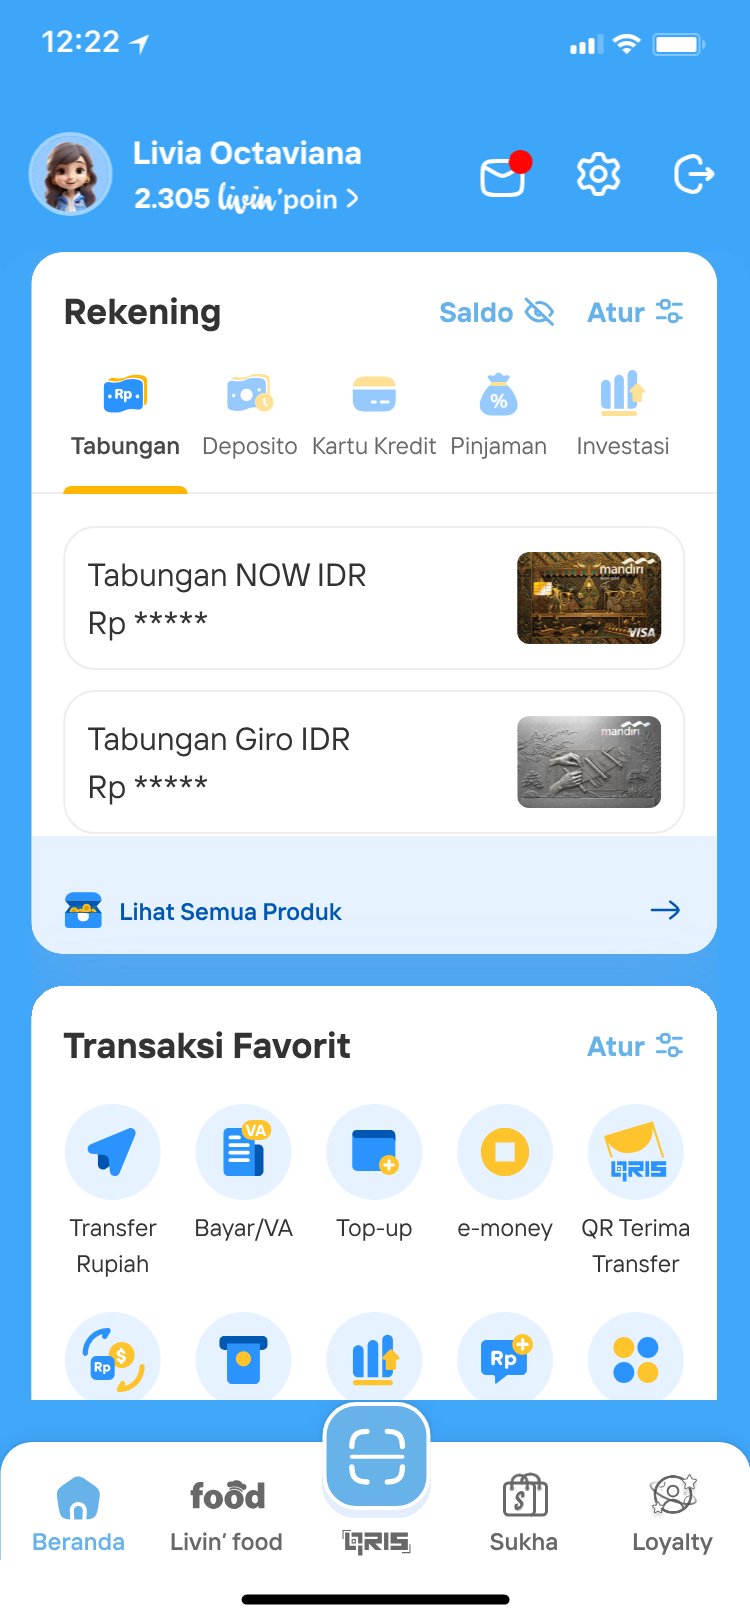 12:22
Livia Octaviana
2.305 livin'poin >
Rekening
Saldo
Atur
Rp
%
Tabungan
Deposito
Kartu Kredit
Pinjaman
Investasi
Tabungan NOW IDR
Rp *****
mandiri
VISA
Tabungan Giro IDR
Rp *****
mandiri
Lihat Semua Produk
Transaksi Favorit
Atur
VA
QRIS
Transfer Rupiah
Bayar/VA
Top-up
e-money
QR Terima Transfer
Rp $
Rp
food
S
Beranda
Livin' food
QRIS
Sukha
Loyalty